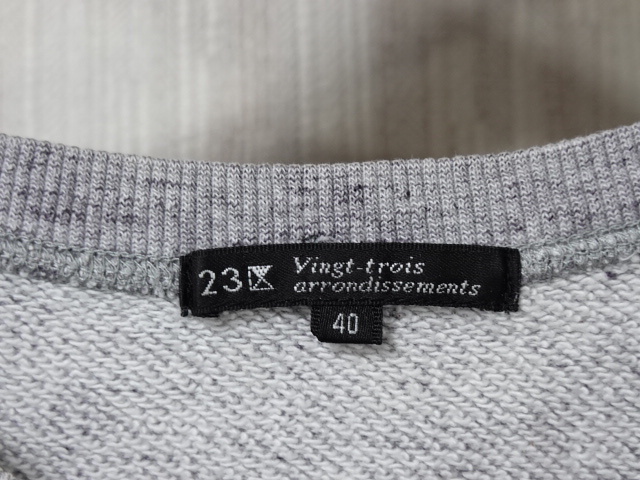 23区
Vingt-trois
arrondissements
40